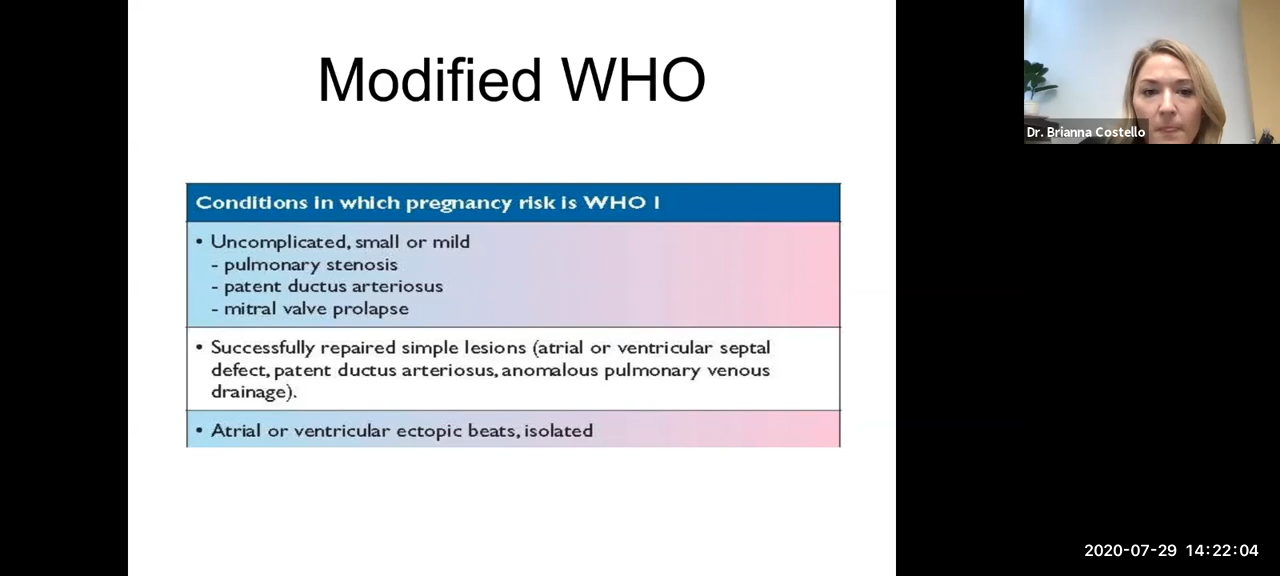 Modified WHO
Dr. Brianna Costello
Conditions in which pregnancy risk is WHO I
• Uncomplicated, small or mild
- pulmonary stenosis
- patent ductus arteriosus
- mitral valve prolapse
• Successfully repaired simple lesions (atrial or ventricular septal
defect, patent ductus arteriosus, anomalous pulmonary venous
drainage).
• Atrial or ventricular ectopic beats, isolated
2020-07-29 14:22:04